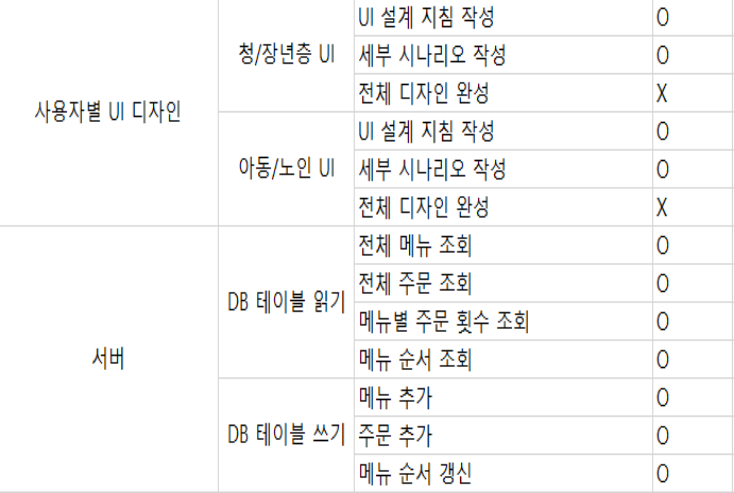 사용자별 UI 디자인
청/장년층 UI
UI 설계 지침 작성 O
세부 시나리오 작성 O
전체 디자인 완성 X
아동/노인 UI
UI 설계 지침 작성 O
세부 시나리오 작성 O
전체 디자인 완성 X
서버
DB 테이블 읽기
전체 메뉴 조회 O
전체 주문 조회 O
메뉴별 주문 횟수 조회 O
메뉴 순서 조회 O
DB 테이블 쓰기
메뉴 추가 O
주문 추가 O
메뉴 순서 갱신 O